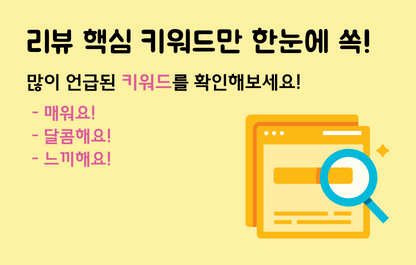 리뷰 핵심 키워드만 한눈에 쏙!
많이 언급된 키워드를 확인해보세요!
- 매워요!
- 달콤해요!
- 느끼해요!